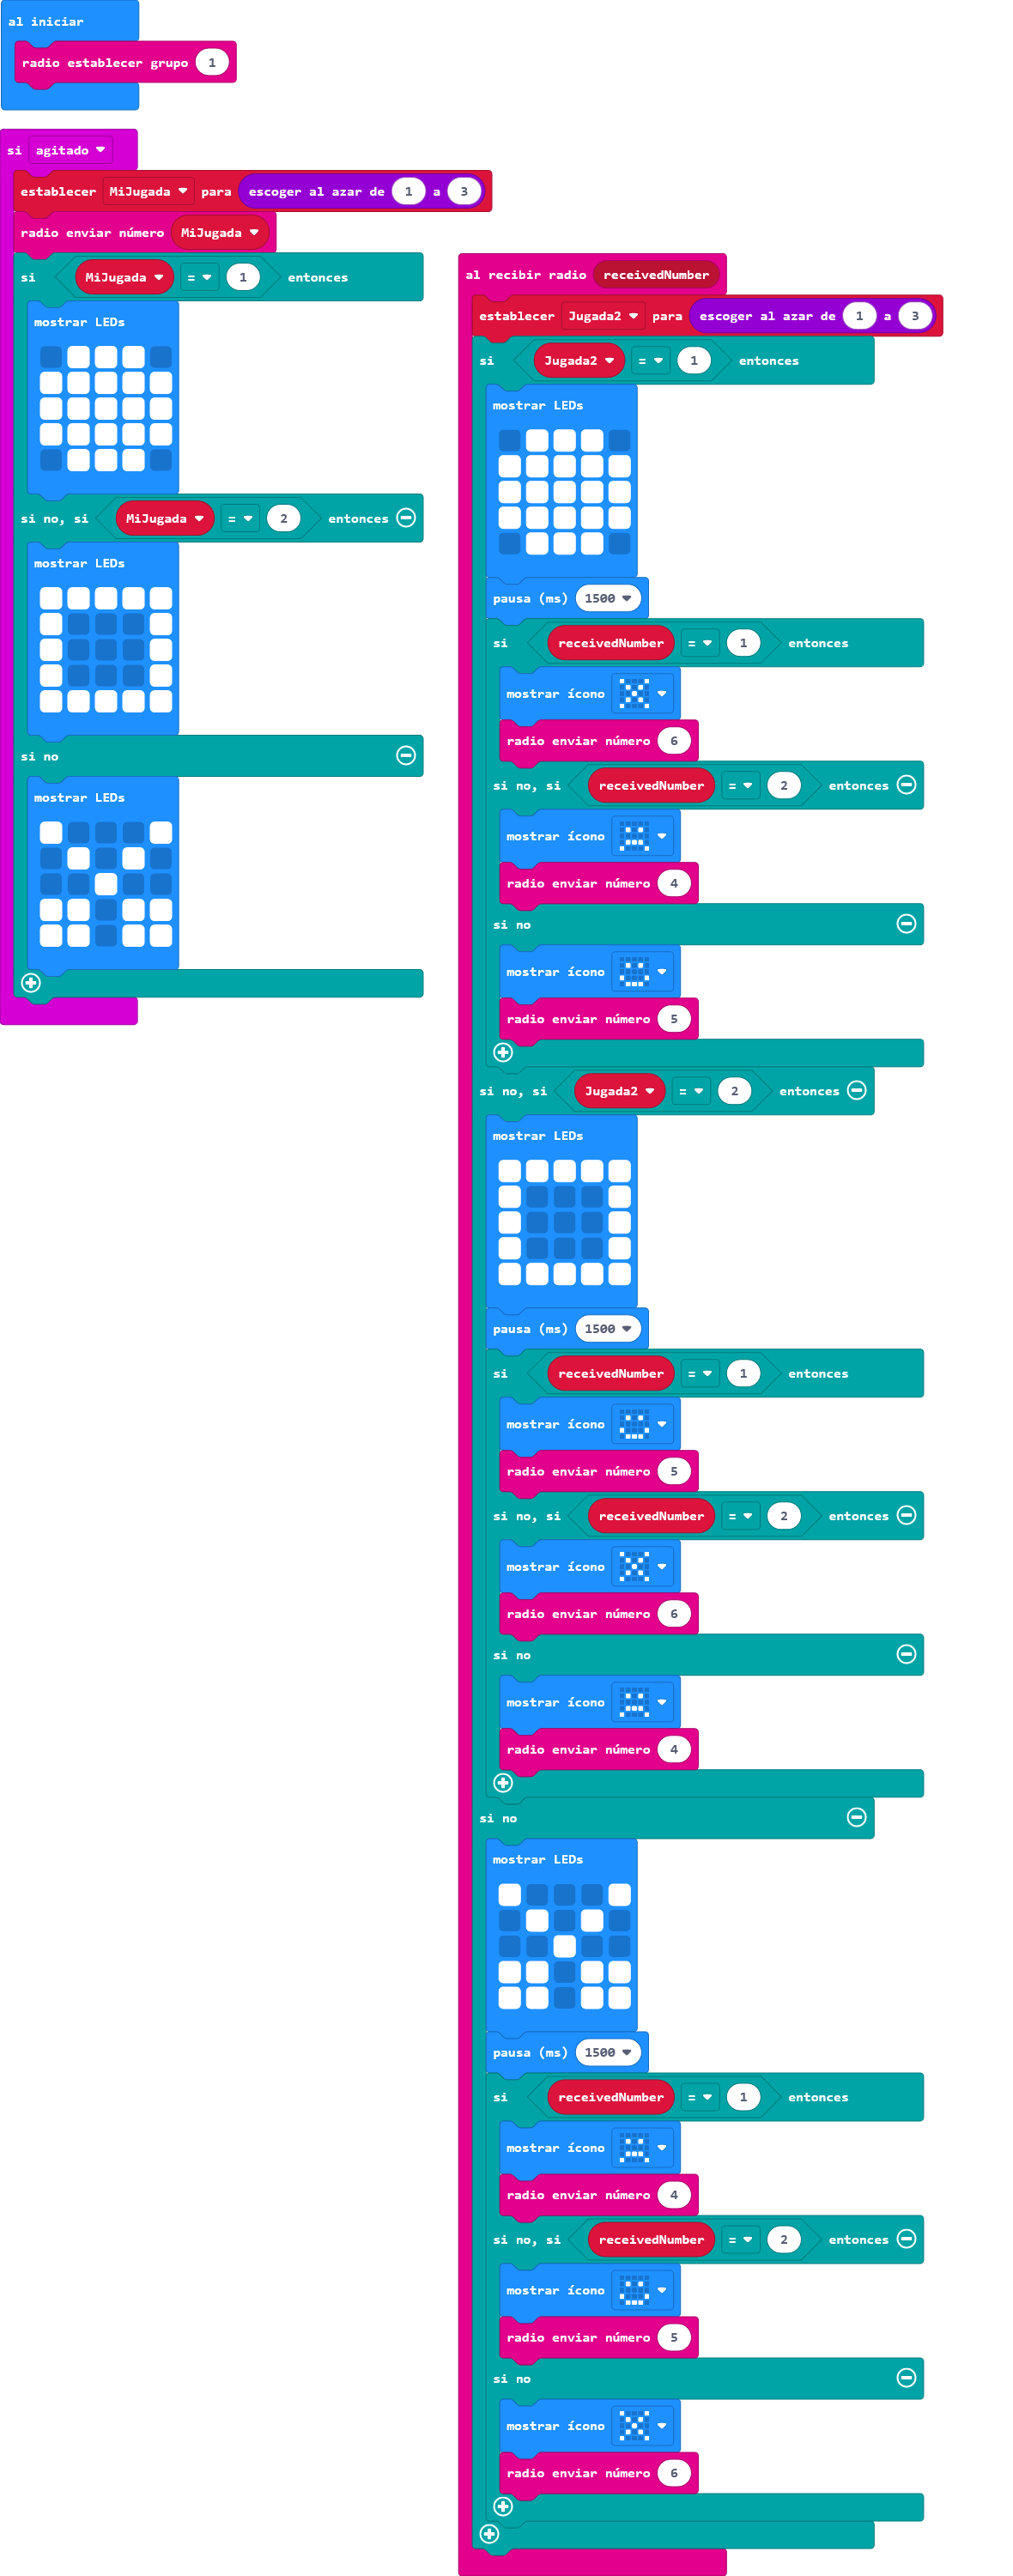 al iniciar
radio establecer grupo 1
si agitado
establecer MiJugada para escoger al azar de 1 a 3
radio enviar número MiJugada
si MiJugada = 1 entonces
mostrar LEDs
si no, si MiJugada = 2 entonces
mostrar LEDs
si no
mostrar LEDs
al recibir radio receivedNumber
establecer Jugada2 para escoger al azar de 1 a 3
si Jugada2 = 1 entonces
mostrar LEDs
pausa (ms) 1500
si receivedNumber = 1 entonces
mostrar ícono
radio enviar número 6
si no, si receivedNumber = 2 entonces
mostrar ícono
radio enviar número 4
si no
mostrar ícono
radio enviar número 5
si no, si Jugada2 = 2 entonces
mostrar LEDs
pausa (ms) 1500
si receivedNumber = 1 entonces
mostrar ícono
radio enviar número 5
si no, si receivedNumber = 2 entonces
mostrar ícono
radio enviar número 6
si no
mostrar ícono
radio enviar número 4
si no
mostrar LEDs
pausa (ms) 1500
si receivedNumber = 1 entonces
mostrar ícono
radio enviar número 4
si no, si receivedNumber = 2 entonces
mostrar ícono
radio enviar número 5
si no
mostrar ícono
radio enviar número 6